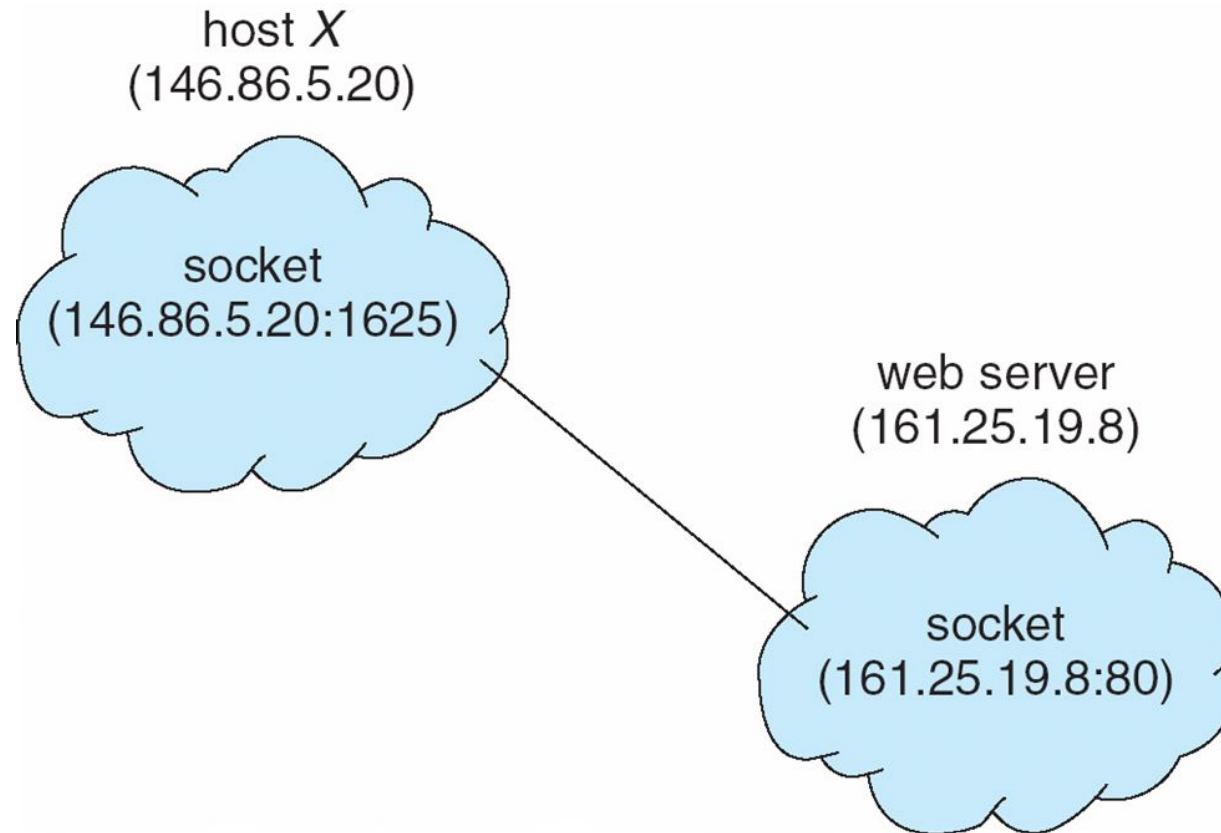 host X
(146.86.5.20)
socket
(146.86.5.20:1625)
web server
(161.25.19.8)
socket
(161.25.19.8:80)